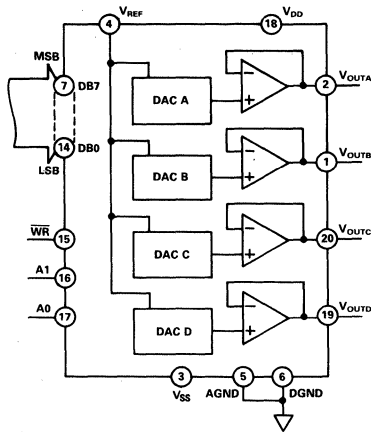 VREF
4
18
VDD
MSB
7
DB7
14
DB0
LSB
DAC A
-
+
2
VOUTA
DAC B
-
+
1
VOUTB
WR
15
A1
16
A0
17
DAC C
-
+
20
VOUTC
DAC D
-
+
19
VOUTD
3
VSS
5
AGND
6
DGND